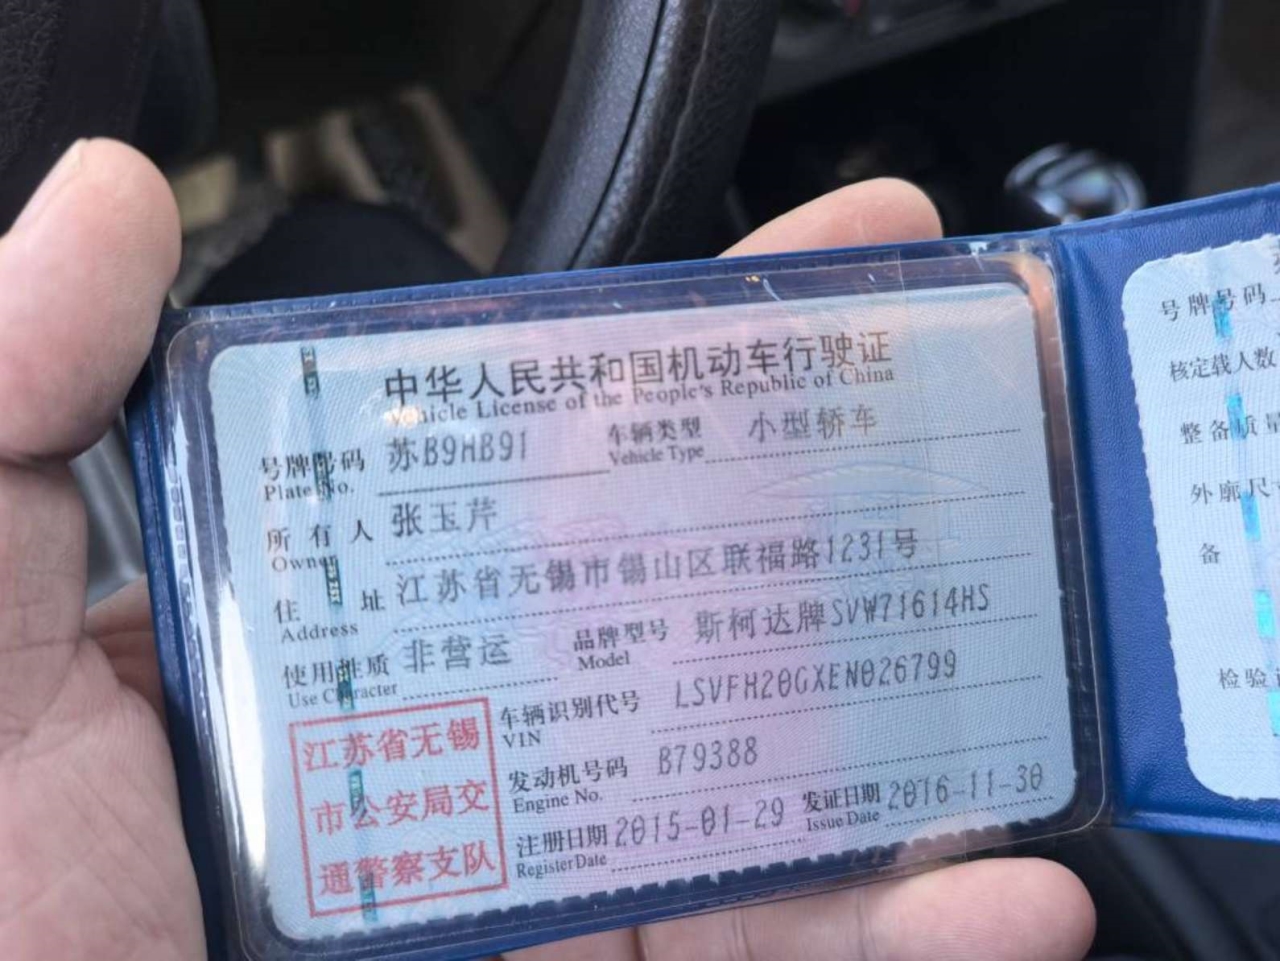 中华人民共和国机动车行驶证
Vehicle License of the People's Republic of China
号牌号码 苏B9HB91 车辆类型 小型轿车
Plate No. Vehicle Type
所有人 张玉芹
Owner
住址 江苏省无锡市锡山区联福路1231号
Address
使用性质 非营运 品牌型号 斯柯达牌SVW71614HS
Use Character Model
车辆识别代号 LSVFH20GXEN026799
VIN
发动机号码 B79388
Engine No.
注册日期 2015-01-29 发证日期 2016-11-30
Register Date Issue Date
江苏省无锡
市公安局交
通警察支队
号牌号码
核定载人数
整备质量
外廓尺寸
备
检验